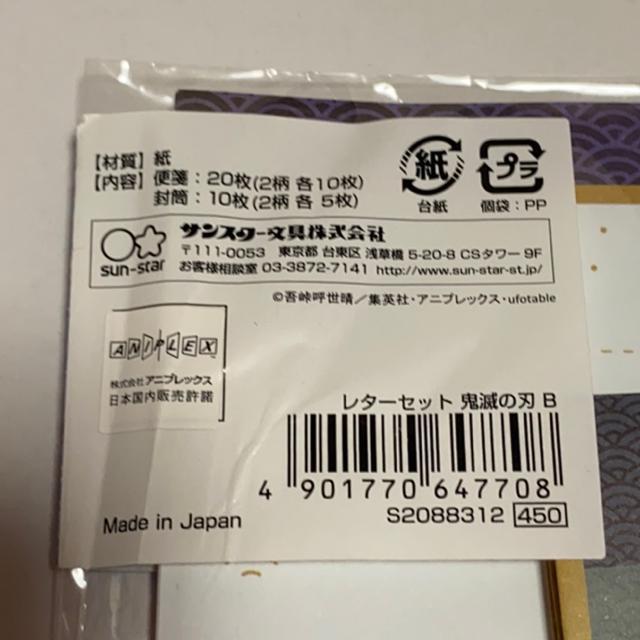 【材質】紙
【内容】便箋：20枚(2柄 各10枚)
封筒：10枚(2柄 各 5枚)
紙
台紙
プラ
個袋：PP
sun-star
サンスター文具株式会社
〒111-0053 東京都 台東区 浅草橋 5-20-8 CSタワー 9F
お客様相談室 03-3872-7141 http://www.sun-star-st.jp/
©吾峠呼世晴／集英社・アニプレックス・ufotable
ANIPLEX
株式会社 アニプレックス
日本国内販売許諾
レターセット 鬼滅の刃 B
4 901770 647708
S2088312 450
Made in Japan